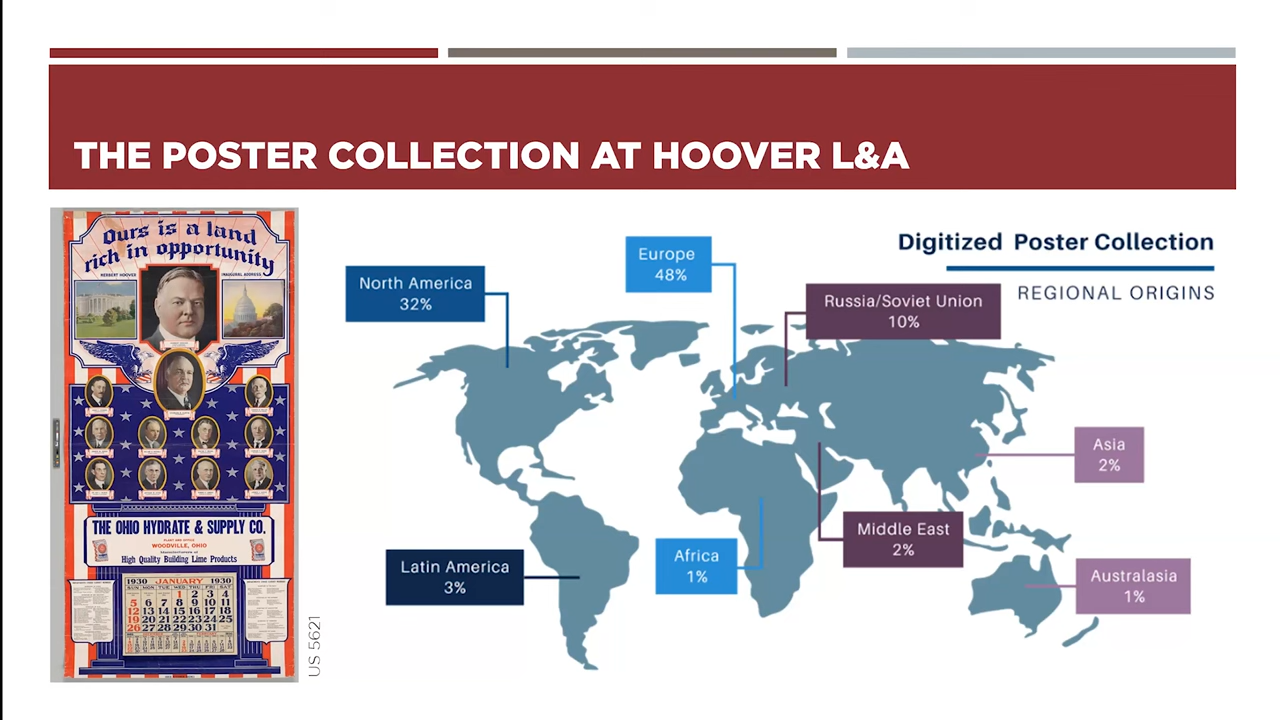 THE POSTER COLLECTION AT HOOVER L&A
Ours is a land
rich in opportunity
HERBERT HOOVER INAUGURAL ADDRESS
THE OHIO HYDRATE & SUPPLY CO.
PLANT AND OFFICE
WOODVILLE, OHIO
High Quality Building Lime Products
1930 JANUARY 1930
SUN. MON. TUE. WED. THU. FRI. SAT.
1 2 3 4
5 6 7 8 9 10 11
12 13 14 15 16 17 18
19 20 21 22 23 24 25
26 27 28 29 30 31
US 5621
Digitized Poster Collection
REGIONAL ORIGINS
North America
32%
Europe
48%
Russia/Soviet Union
10%
Asia
2%
Middle East
2%
Africa
1%
Latin America
3%
Australasia
1%